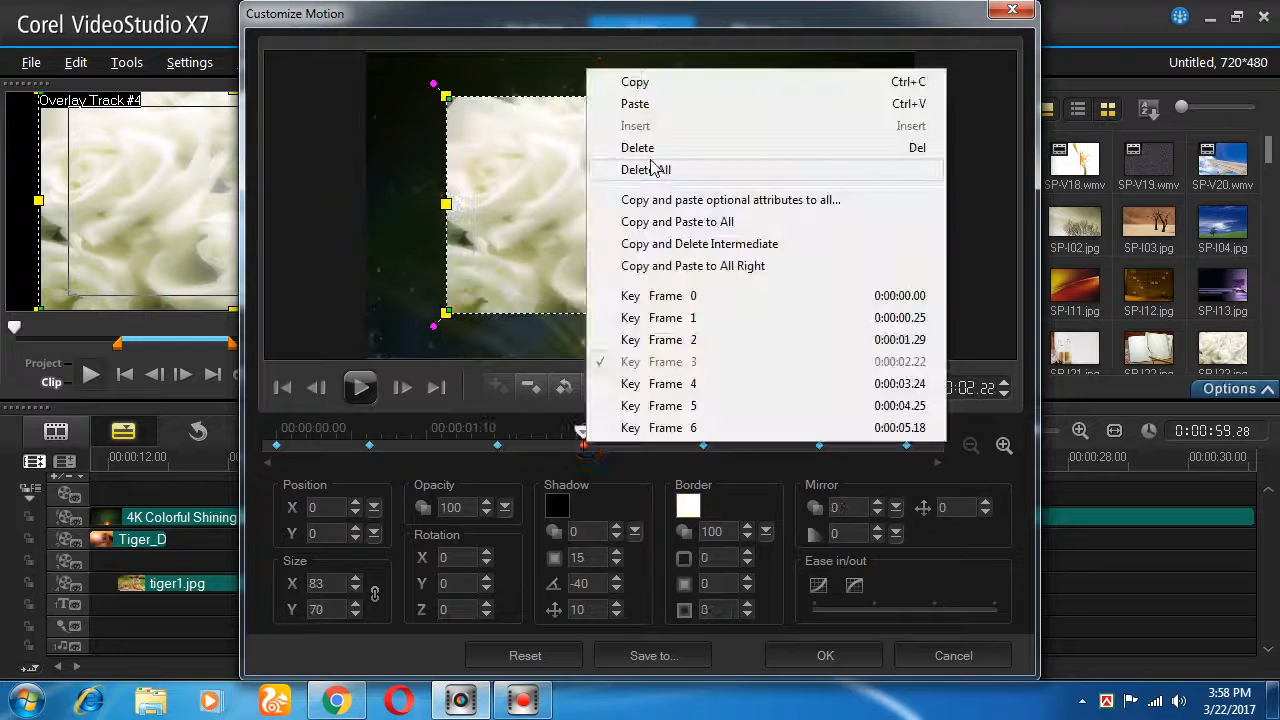 Corel VideoStudio X7
Customize Motion
File Edit Tools Settings
Untitled, 720*480
Overlay Track #4
Copy Ctrl+C
Paste Ctrl+V
Insert Insert
Delete Del
Delete All
Copy and paste optional attributes to all...
Copy and Paste to All
Copy and Delete Intermediate
Copy and Paste to All Right
Key Frame 0 0:00:00.00
Key Frame 1 0:00:00.25
Key Frame 2 0:00:01.29
Key Frame 3 0:00:02.22
Key Frame 4 0:00:03.24
Key Frame 5 0:00:04.25
Key Frame 6 0:00:05.18
SP-V18.wmv SP-V19.wmv SP-V20.wmv
SP-I02.jpg SP-I03.jpg SP-I04.jpg
SP-I11.jpg SP-I12.jpg SP-I13.jpg
Project
Clip
Options
0:00:02.22
00:00:00.00 00:00:01.10
0:00:59.28
00:00:12.00
00:00:28.00 00:00:30.00
4K Colorful Shining
Tiger_D
tiger1.jpg
Position
X 0
Y 0
Size
X 83
Y 70
Opacity
100
Rotation
X 0
Y 0
Z 0
Shadow
0
15
-40
10
Border
100
0
0
Mirror
0
0
0
Ease in/out
Reset Save to... OK Cancel
3:58 PM
3/22/2017